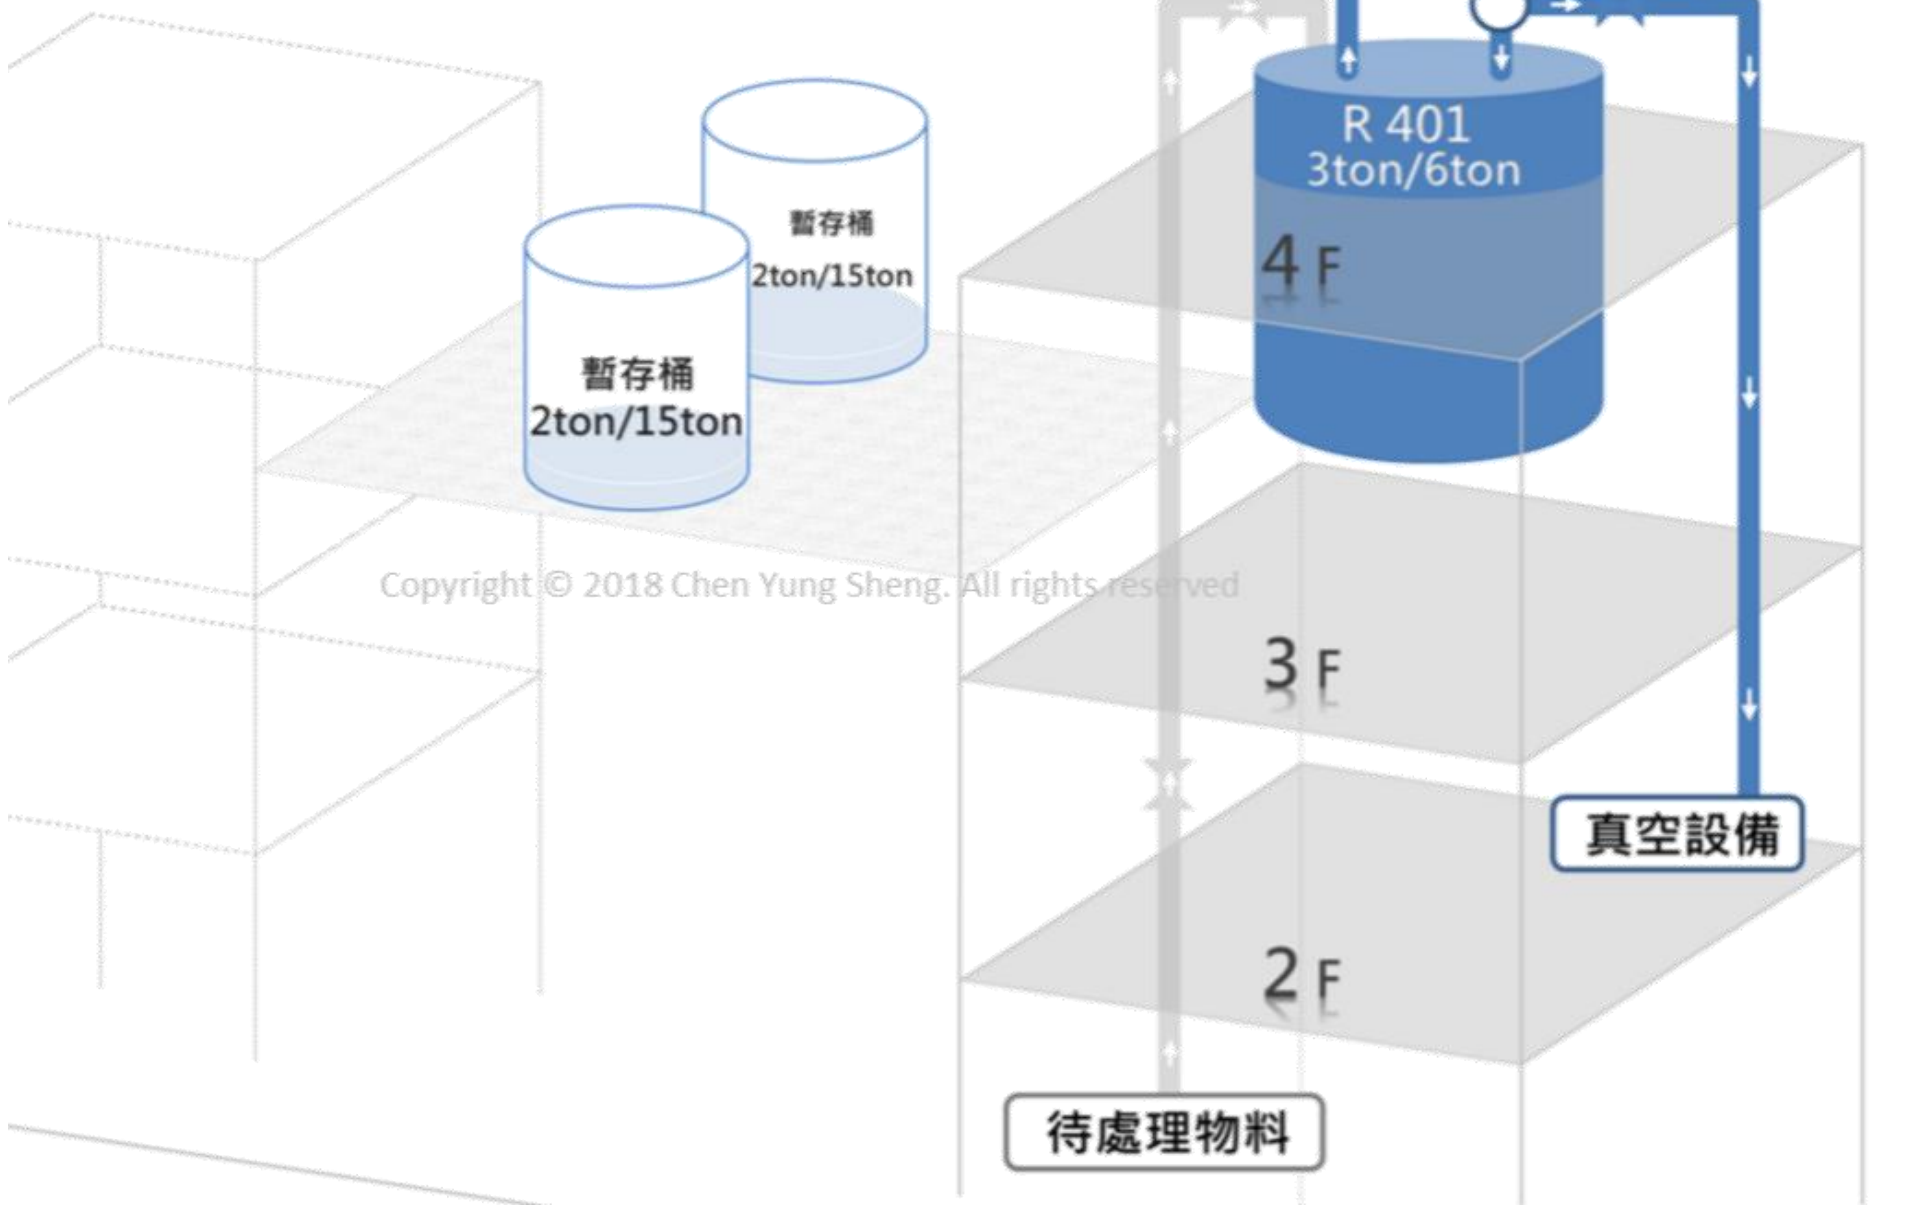 R 401
3ton/6ton
暫存桶
2ton/15ton
4 F
暫存桶
2ton/15ton
Copyright © 2018 Chen Yung Sheng. All rights reserved
3 F
真空設備
2 F
待處理物料